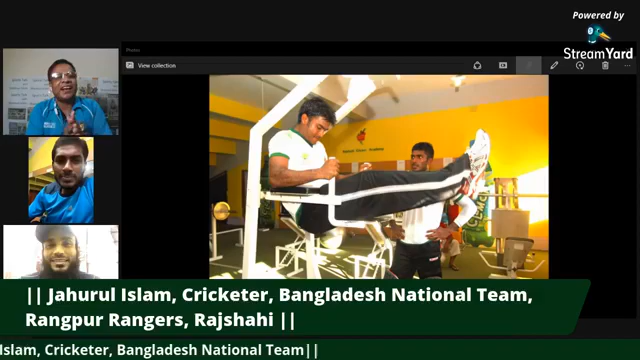 Powered by
StreamYard
Photos
View collection
|| Jahurul Islam, Cricketer, Bangladesh National Team,
Rangpur Rangers, Rajshahi ||
Islam, Cricketer, Bangladesh National Team||